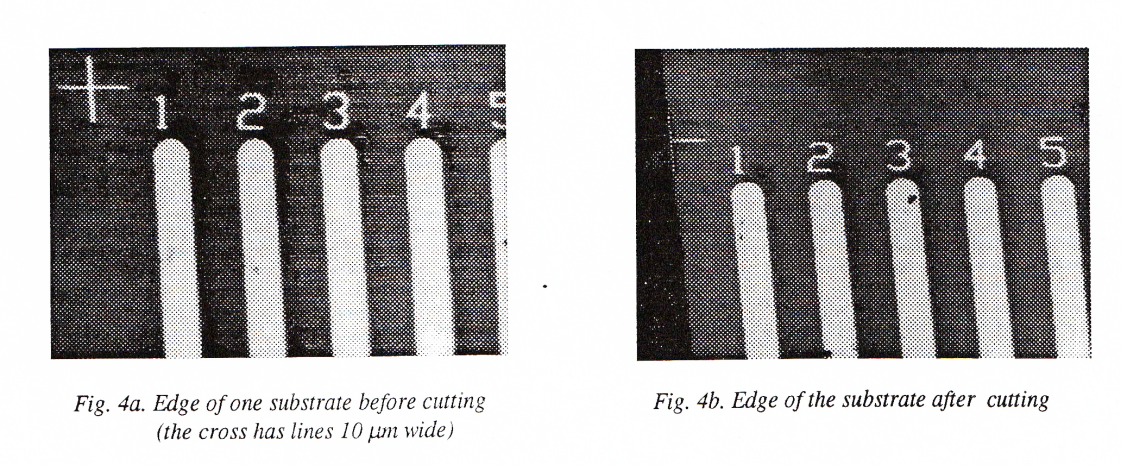 1 2 3 4 5
1 2 3 4 5
Fig. 4a. Edge of one substrate before cutting
(the cross has lines 10 μm wide)
Fig. 4b. Edge of the substrate after cutting